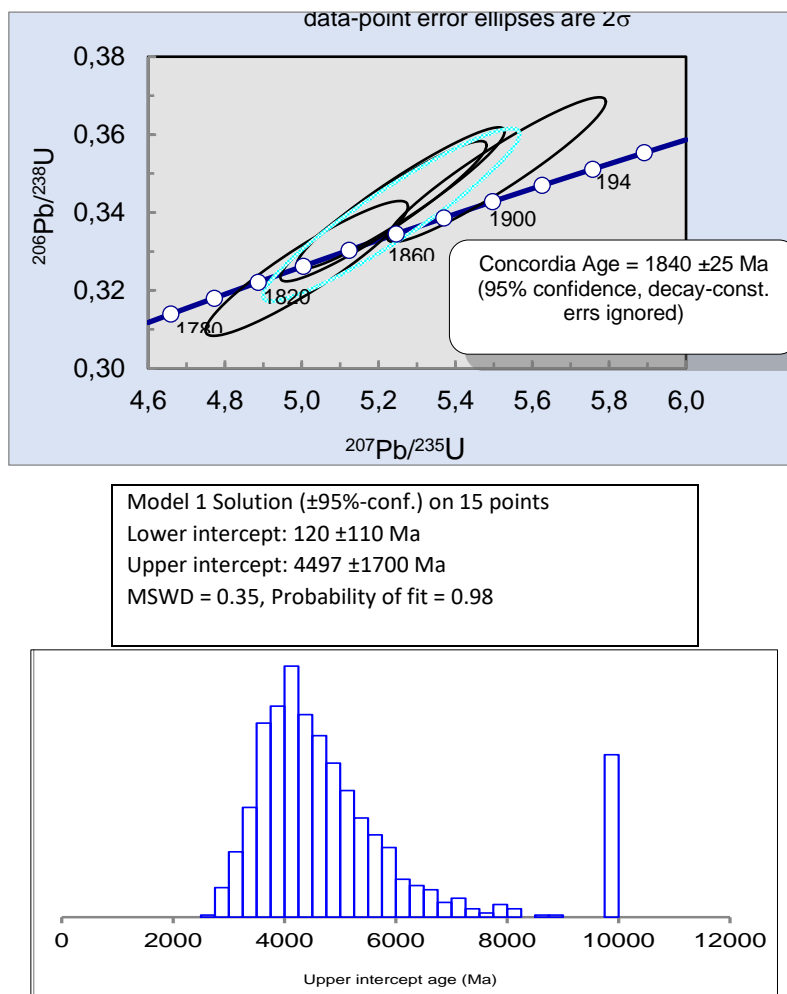 data-point error ellipses are 2σ
0,38
0,36
0,34
0,32
0,30
206Pb/238U
1780
1820
1860
1900
194
Concordia Age = 1840 ±25 Ma
(95% confidence, decay-const.
errs ignored)
4,6 4,8 5,0 5,2 5,4 5,6 5,8 6,0
207Pb/235U
Model 1 Solution (±95%-conf.) on 15 points
Lower intercept: 120 ±110 Ma
Upper intercept: 4497 ±1700 Ma
MSWD = 0.35, Probability of fit = 0.98
0 2000 4000 6000 8000 10000 12000
Upper intercept age (Ma)